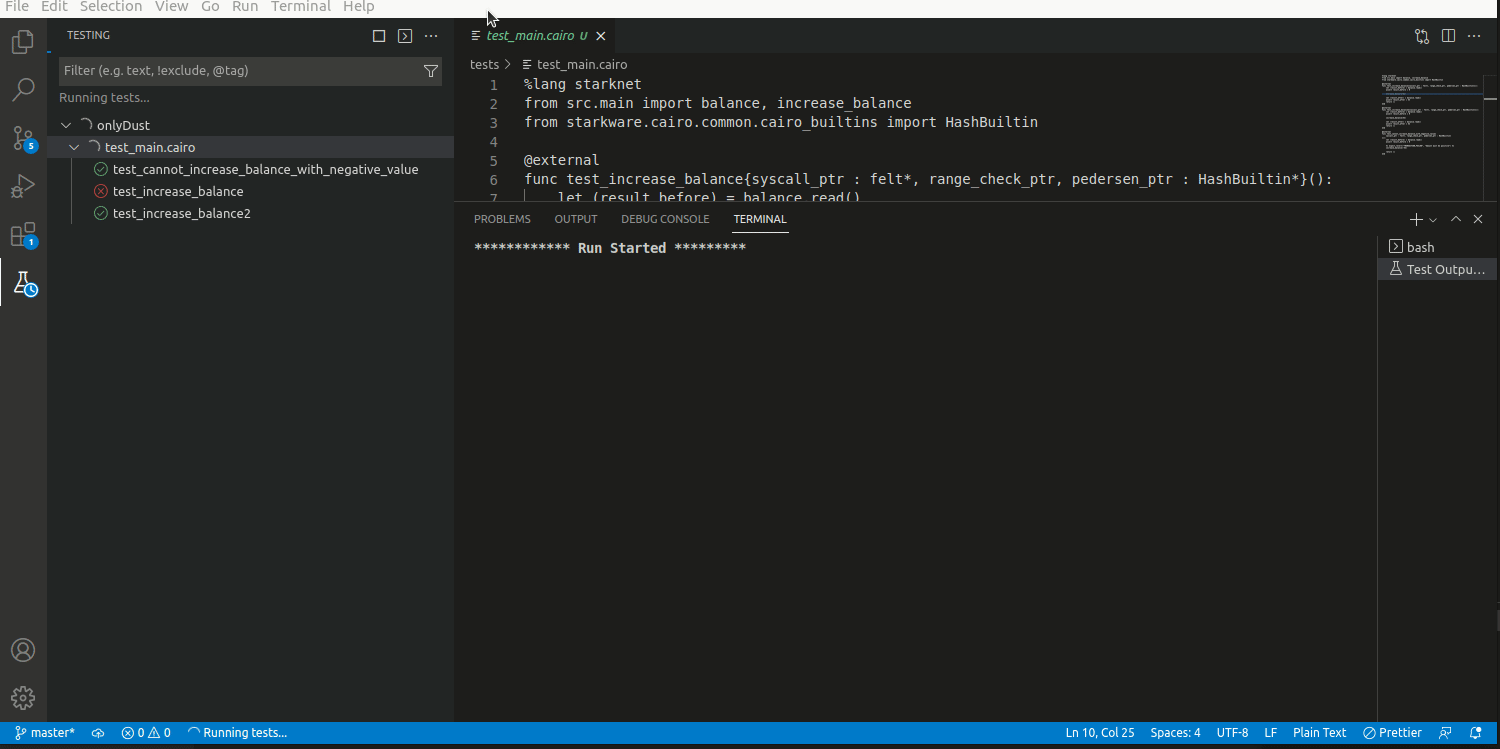 File Edit Selection View Go Run Terminal Help
TESTING
Filter (e.g. text, !exclude, @tag)
Running tests...
onlyDust
test_main.cairo
test_cannot_increase_balance_with_negative_value
test_increase_balance
test_increase_balance2
5
1
test_main.cairo U
tests > test_main.cairo
1 %lang starknet
2 from src.main import balance, increase_balance
3 from starkware.cairo.common.cairo_builtins import HashBuiltin
4
5 @external
6 func test_increase_balance{syscall_ptr : felt*, range_check_ptr, pedersen_ptr : HashBuiltin*}():
7 let (result_before) = balance.read()
PROBLEMS OUTPUT DEBUG CONSOLE TERMINAL
************ Run Started *********
bash
Test Outpu...
master* 0 0 Running tests... Ln 10, Col 25 Spaces: 4 UTF-8 LF Plain Text Prettier